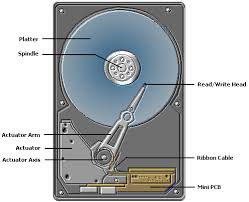 Platter
Spindle
Read/Write Head
Actuator Arm
Actuator
Actuator Axis
Ribbon Cable
Mini PCB